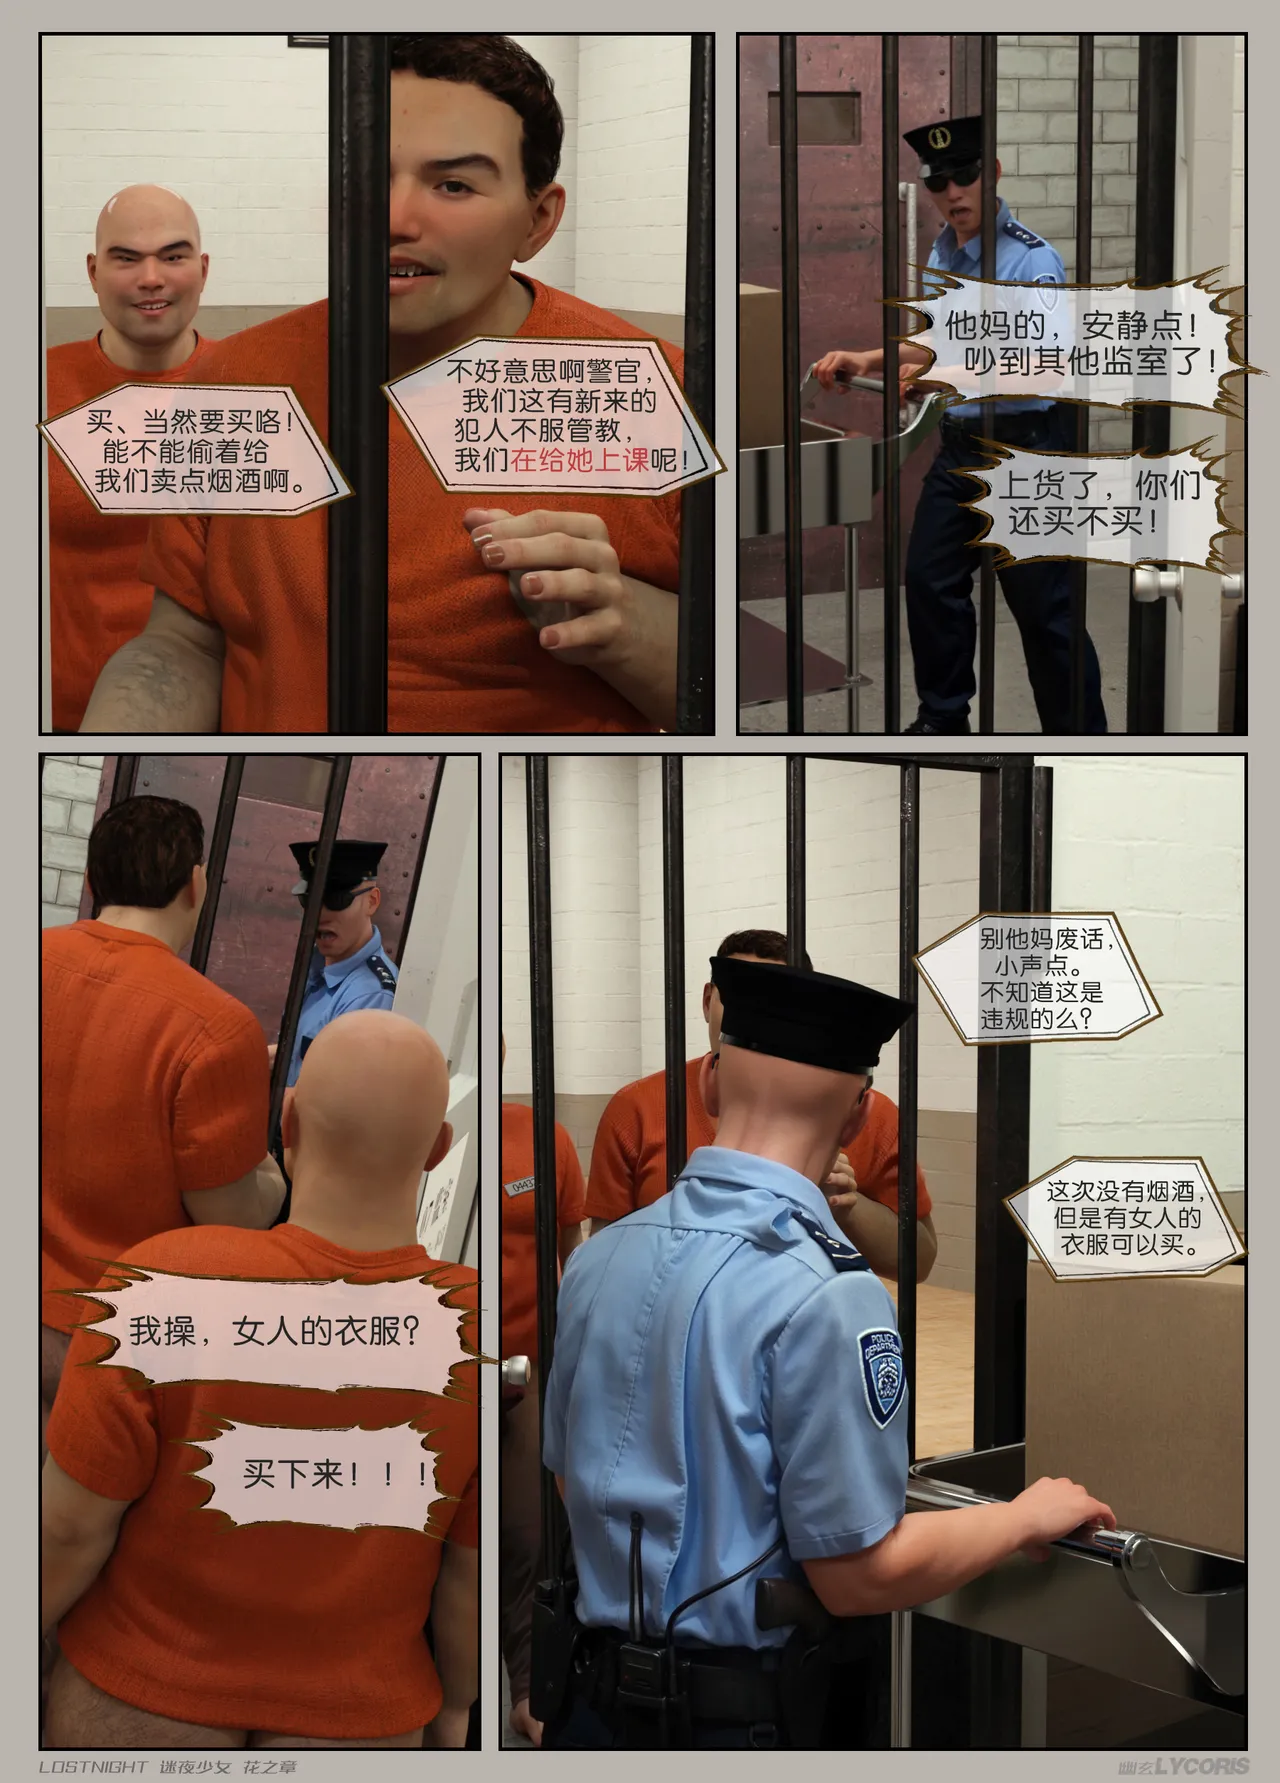 他妈的，安静点！
吵到其他监室了！
上货了，你们
还买不买！
不好意思啊警官，
我们这有新来的
犯人不服管教，
我们在给她上课呢！
买、当然要买咯！
能不能偷着给
我们卖点烟酒啊。
别他妈废话，
小声点。
不知道这是
违规的么？
这次没有烟酒，
但是有女人的
衣服可以买。
POLICE
DEPARTMENT
我操，女人的衣服？
买下来！！！
LOSTNIGHT 迷夜少女 花之章
幽玄LYCORIS